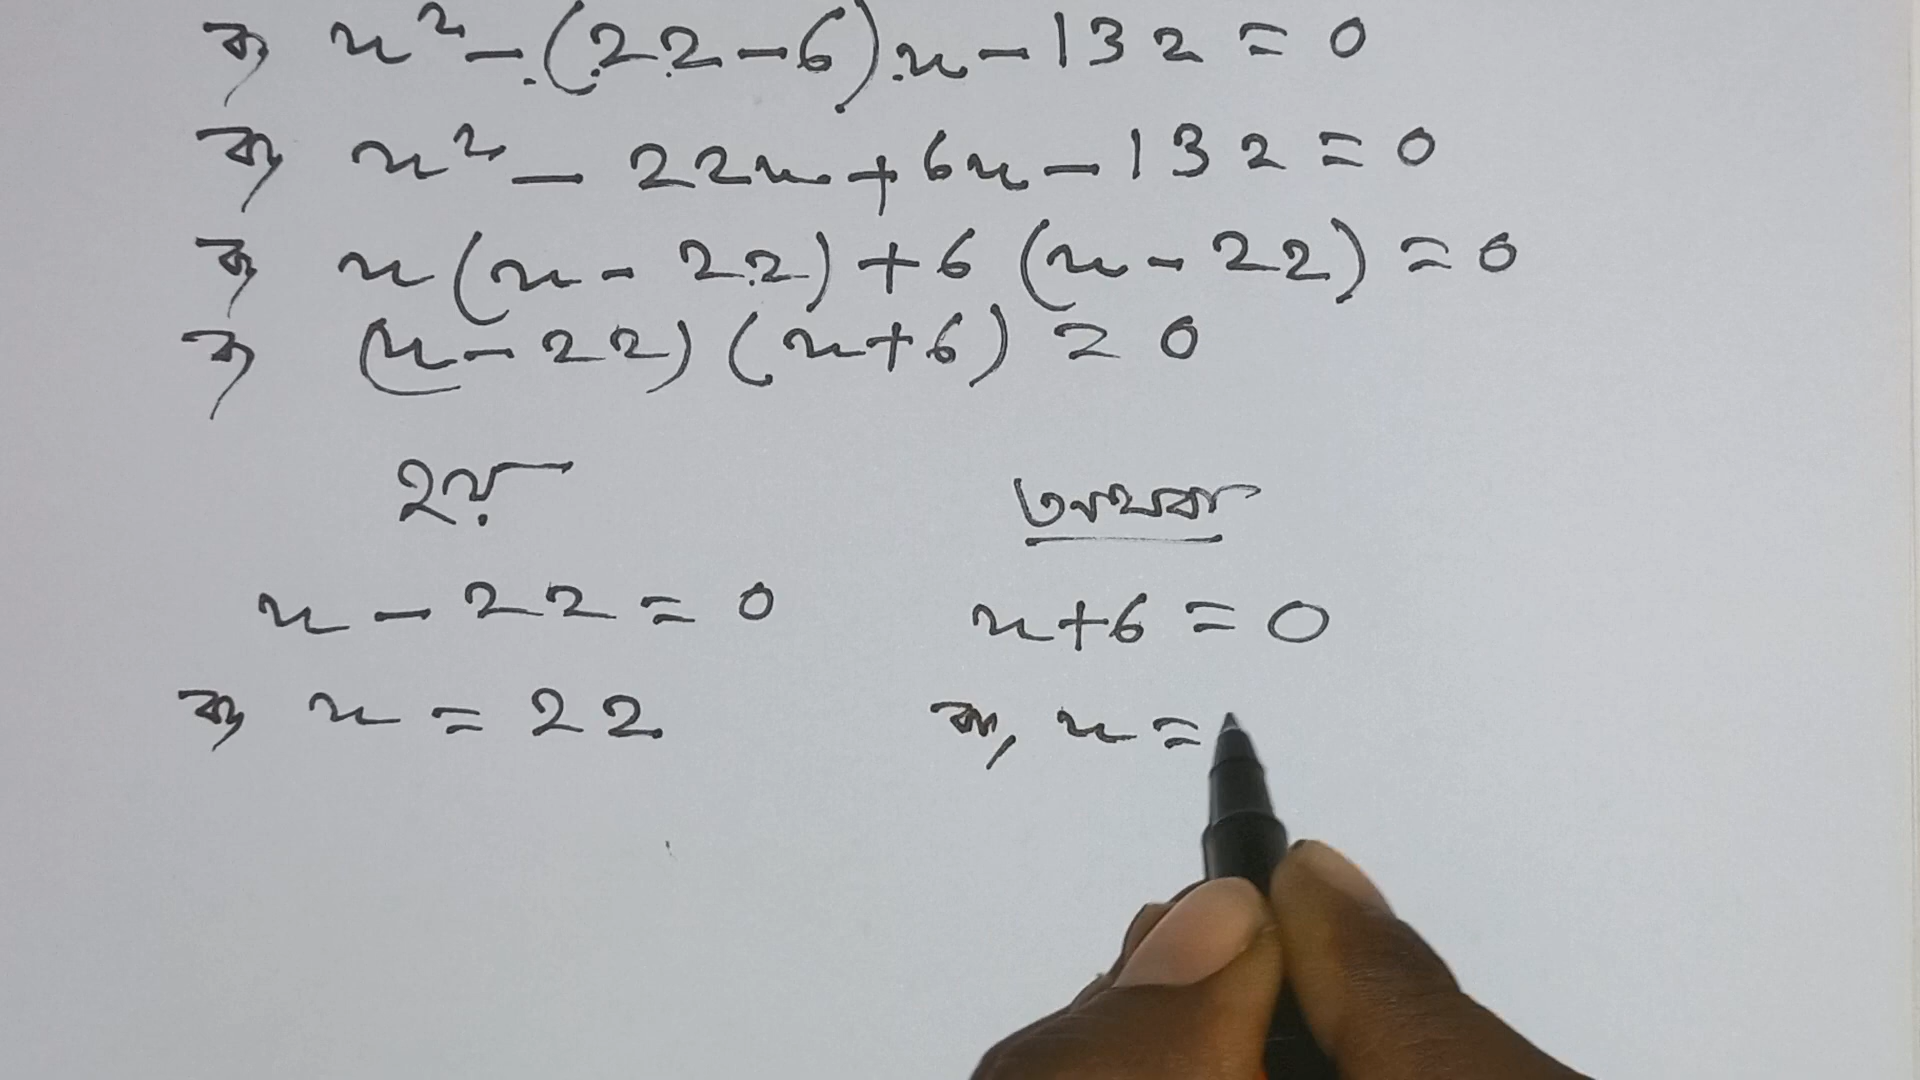 বা x² - (22-6)x - 132 = 0
বা x² - 22x + 6x - 132 = 0
বা x(x - 22) + 6(x - 22) = 0
বা (x - 22)(x+6) = 0
হয় অথবা
x - 22 = 0 x+6 = 0
বা x = 22 বা, x =